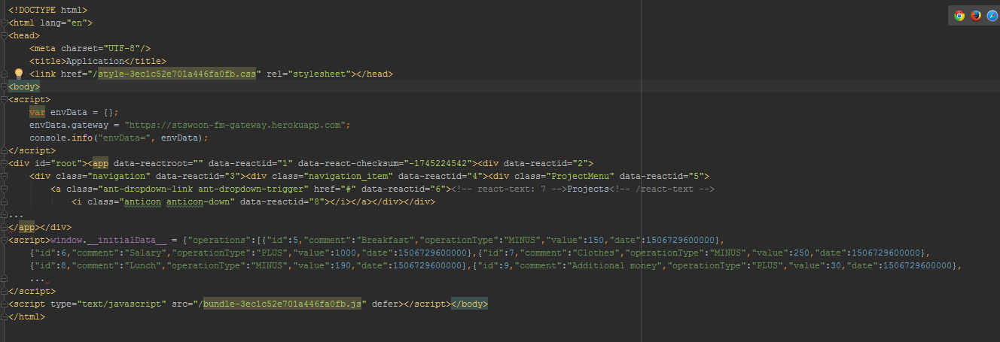 <!DOCTYPE html>
<html lang="en">
<head>
    <meta charset="UTF-8"/>
    <title>Application</title>
    <link href="/style-3ec1c52e701a446fa0fb.css" rel="stylesheet"></head>
<body>
<script>
    var envData = {};
    envData.gateway = "https://stswoon-fm-gateway.herokuapp.com";
    console.info("envData=", envData);
</script>
<div id="root"><app data-reactroot="" data-reactid="1" data-react-checksum="-1745224542"><div data-reactid="2">
    <div class="navigation" data-reactid="3"><div class="navigation_item" data-reactid="4"><div class="ProjectMenu" data-reactid="5">
        <a class="ant-dropdown-link ant-dropdown-trigger" href="#" data-reactid="6"><!-- react-text: 7 -->Projects<!-- /react-text -->
            <i class="anticon anticon-down" data-reactid="8"></i></a></div></div>
...
</app></div>
<script>window.__initialData__ = {"operations":[{"id":5,"comment":"Breakfast","operationType":"MINUS","value":150,"date":1506729600000},
    {"id":6,"comment":"Salary","operationType":"PLUS","value":1000,"date":1506729600000},{"id":7,"comment":"Clothes","operationType":"MINUS","value":250,"date":1506729600000},
    {"id":8,"comment":"Lunch","operationType":"MINUS","value":190,"date":1506729600000},{"id":9,"comment":"Additional money","operationType":"PLUS","value":30,"date":1506729600000},
    ...
</script>
<script type="text/javascript" src="/bundle-3ec1c52e701a446fa0fb.js" defer></script></body>
</html>